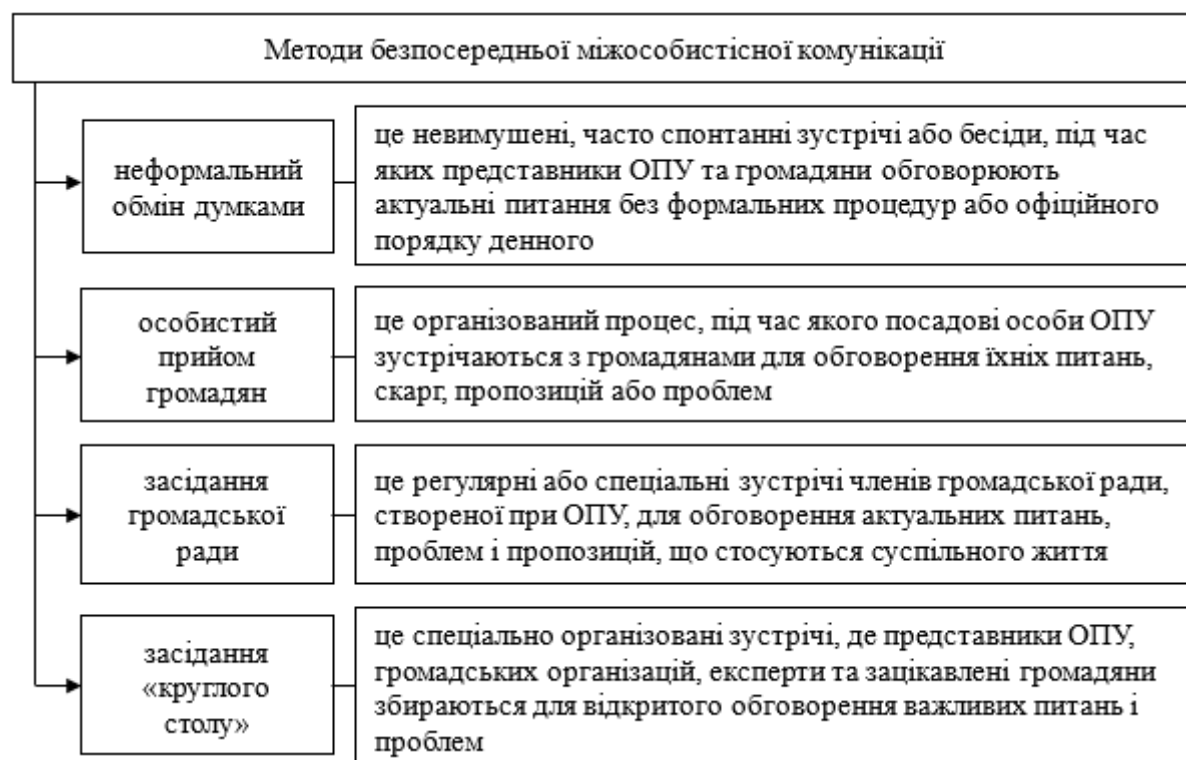 Методи безпосередньої міжособистісної комунікації
неформальний
обмін думками
це невимушені, часто спонтанні зустрічі або бесіди, під час
яких представники ОПУ та громадяни обговорюють
актуальні питання без формальних процедур або офіційного
порядку денного
особистий
прийом
громадян
це організований процес, під час якого посадові особи ОПУ
зустрічаються з громадянами для обговорення їхніх питань,
скарг, пропозицій або проблем
засідання
громадської
ради
це регулярні або спеціальні зустрічі членів громадської ради,
створеної при ОПУ, для обговорення актуальних питань,
проблем і пропозицій, що стосуються суспільного життя
засідання
«круглого
столу»
це спеціально організовані зустрічі, де представники ОПУ,
громадських організацій, експерти та зацікавлені громадяни
збираються для відкритого обговорення важливих питань і
проблем